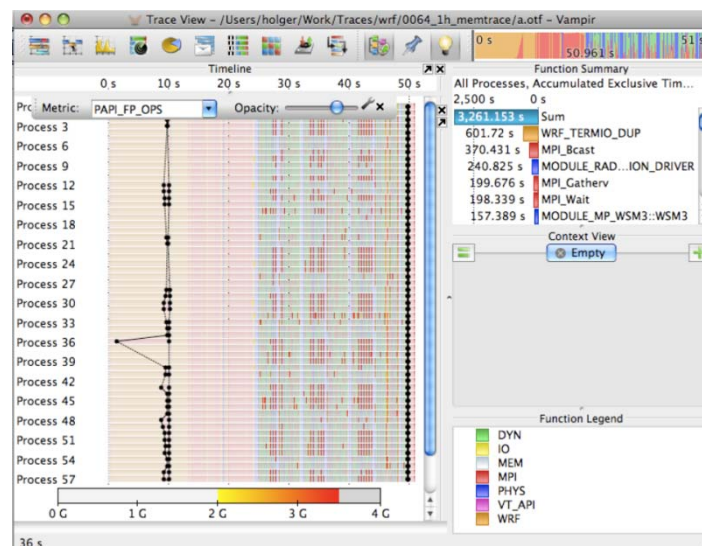 Trace View - /Users/holger/Work/Traces/wrf/0064_1h_memtrace/a.otf - Vampir
0 s 51 s
50.961 s
Timeline
0, s 10 s 20 s 30 s 40 s 50 s
Metric: PAPI_FP_OPS Opacity:
Process 3
Process 6
Process 9
Process 12
Process 15
Process 18
Process 21
Process 24
Process 27
Process 30
Process 33
Process 36
Process 39
Process 42
Process 45
Process 48
Process 51
Process 54
Process 57
0 G 1 G 2 G 3 G 4 G
36 s
Function Summary
All Processes, Accumulated Exclusive Tim...
2,500 s 0 s
3,261.153 s Sum
601.72 s WRF_TERMIO_DUP
370.431 s MPI_Bcast
240.825 s MODULE_RAD...ION_DRIVER
199.676 s MPI_Gatherv
198.339 s MPI_Wait
157.389 s MODULE_MP_WSM3::WSM3
Context View
Empty
Function Legend
DYN
IO
MEM
MPI
PHYS
VT_API
WRF